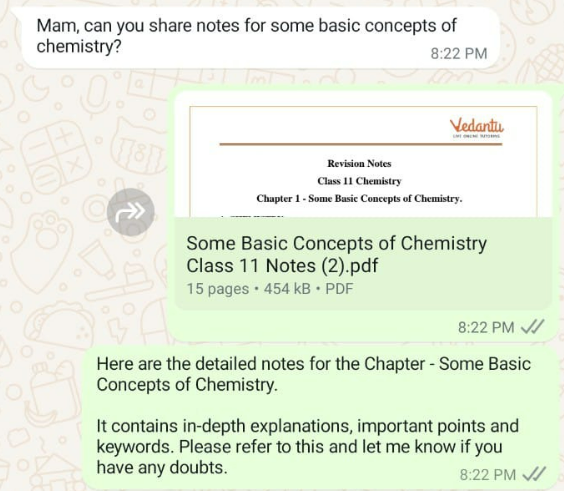 Mam, can you share notes for some basic concepts of
chemistry?
8:22 PM
Vedantu
LIVE ONLINE TUTORING
Revision Notes
Class 11 Chemistry
Chapter 1 - Some Basic Concepts of Chemistry.
Some Basic Concepts of Chemistry
Class 11 Notes (2).pdf
15 pages • 454 kB • PDF
8:22 PM
Here are the detailed notes for the Chapter - Some Basic
Concepts of Chemistry.
It contains in-depth explanations, important points and
keywords. Please refer to this and let me know if you
have any doubts.
8:22 PM